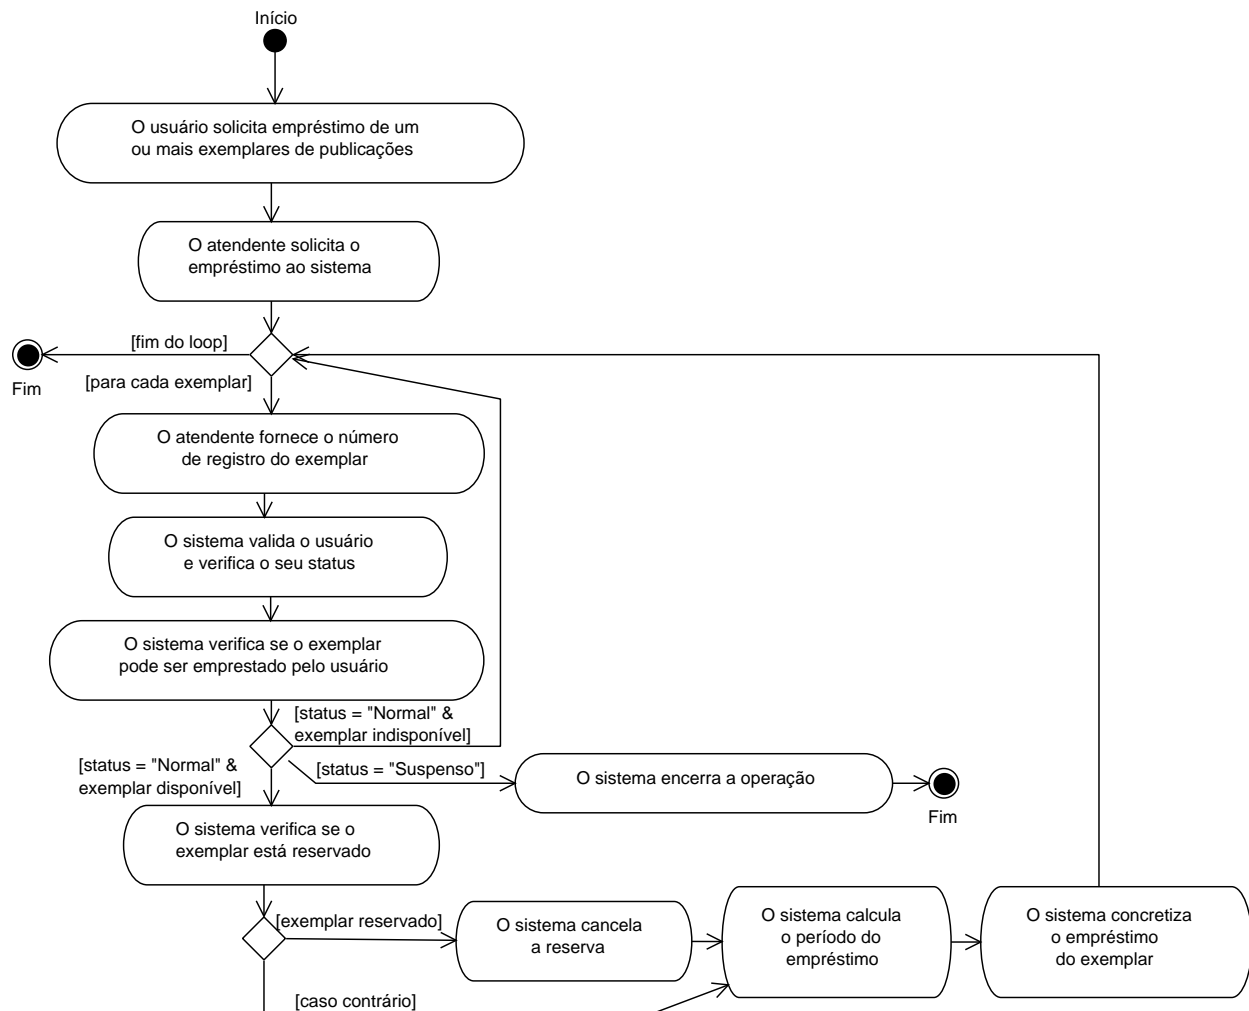 Início
O usuário solicita empréstimo de um
ou mais exemplares de publicações
O atendente solicita o
empréstimo ao sistema
[fim do loop]
Fim
[para cada exemplar]
O atendente fornece o número
de registro do exemplar
O sistema valida o usuário
e verifica o seu status
O sistema verifica se o exemplar
pode ser emprestado pelo usuário
[status = "Normal" &
exemplar indisponível]
[status = "Normal" &
exemplar disponível]
[status = "Suspenso"]
O sistema encerra a operação
Fim
O sistema verifica se o
exemplar está reservado
[exemplar reservado]
O sistema cancela
a reserva
O sistema calcula
o período do
empréstimo
O sistema concretiza
o empréstimo
do exemplar
[caso contrário]